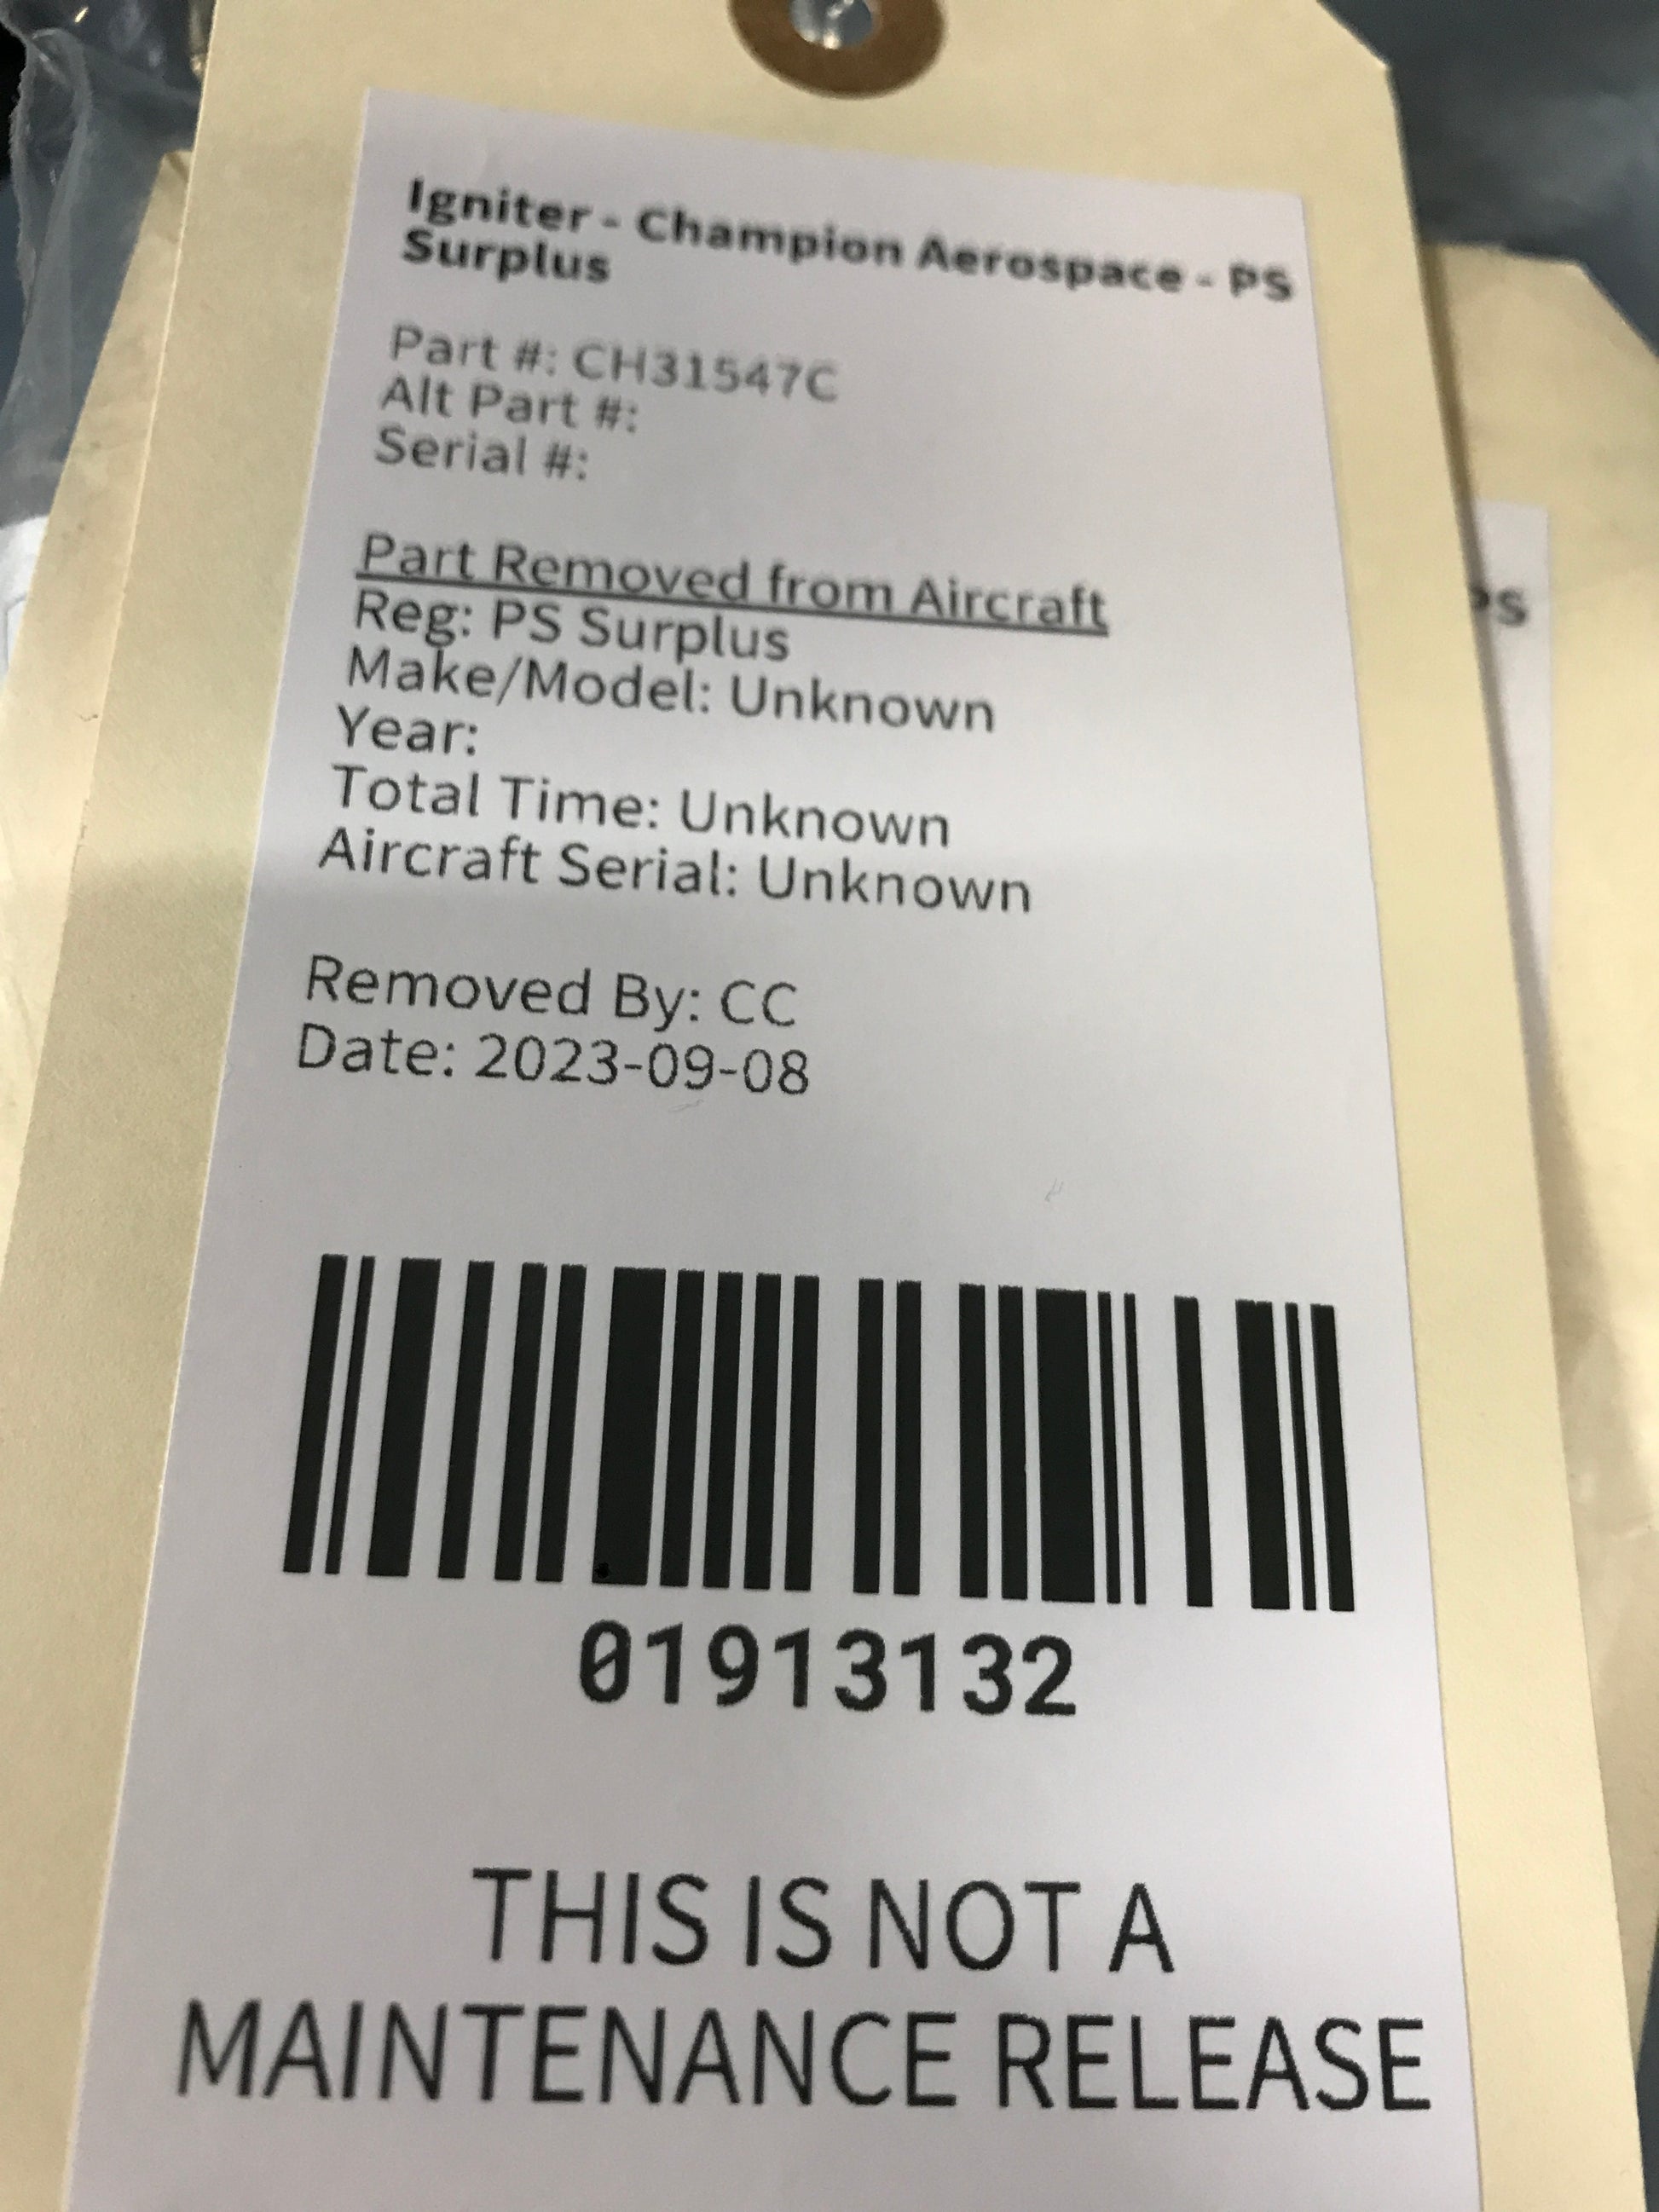 Igniter - Champion Aerospace - PS
Surplus
Part #: CH31547C
Alt Part #:
Serial #:
Part Removed from Aircraft
Reg: PS Surplus
Make/Model: Unknown
Year:
Total Time: Unknown
Aircraft Serial: Unknown
Removed By: CC
Date: 2023-09-08
01913132
THIS IS NOT A
MAINTENANCE RELEASE
PS